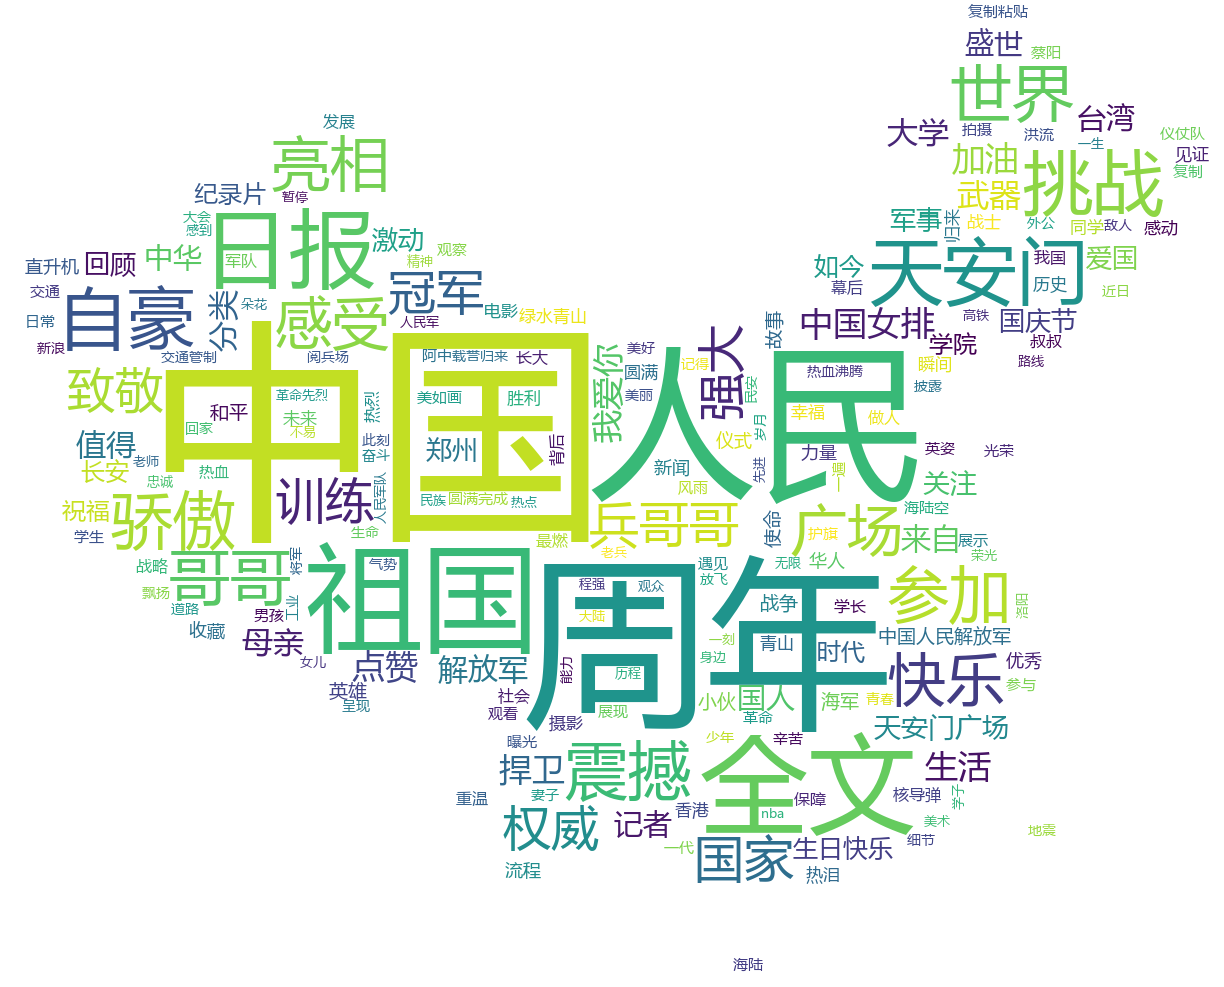 复制粘贴
盛世
蔡阳
世界
台湾
大学
拍摄
洪流
一生
仪仗队
见证
复制
加油
挑战
武器
军事
归来
战士
外公
同学
敌人
感动
发展
亮相
纪录片
暂停
大会
感到
日报
激动
观察
精神
中华
军队
直升机
回顾
交通
自豪
分类
朵花
感受
冠军
人民军
电影
绿水青山
日常
新浪
交通管制
阅兵场
天安门
我国
历史
爱国
近日
如今
幕后
中国女排
故事
高铁
国庆节
学院
叔叔
路线
瞬间
披露
热血沸腾
强大
记得
民安
美好
圆满
美丽
我爱你
阿中载誉归来
长大
致敬
中国
人民
革命先烈
热烈
和平
未来
不易
回家
美如画
胜利
此刻
奋斗
郑州
背后
幸福
做人
岁月
仪式
值得
老师
长安
忠诚
热血
新闻
风雨
先进
力量
一遍
英姿
光荣
关注
人民军队
民族
圆满完成
热点
祝福
骄傲
训练
学生
生命
最燃
兵哥哥
老兵
使命
广场
护旗
海陆空
来自
展示
荣光
战略
哥哥
将军
气势
祖国
周年
遇见
放飞
无限
华人
飘扬
道路
工业
男孩
收藏
母亲
女儿
点赞
解放军
英雄
呈现
程强
观众
大陆
战争
学长
参加
洛阳
一刻
身边
青山
时代
中国人民解放军
能力
历程
快乐
优秀
参与
社会
观看
摄影
展现
小伙
国人
革命
海军
青春
天安门广场
曝光
少年
辛苦
捍卫
震撼
全文
生活
妻子
重温
权威
记者
香港
保障
nba
核导弹
学子
美术
细节
地震
一代
国家
生日快乐
热泪
流程
海陆